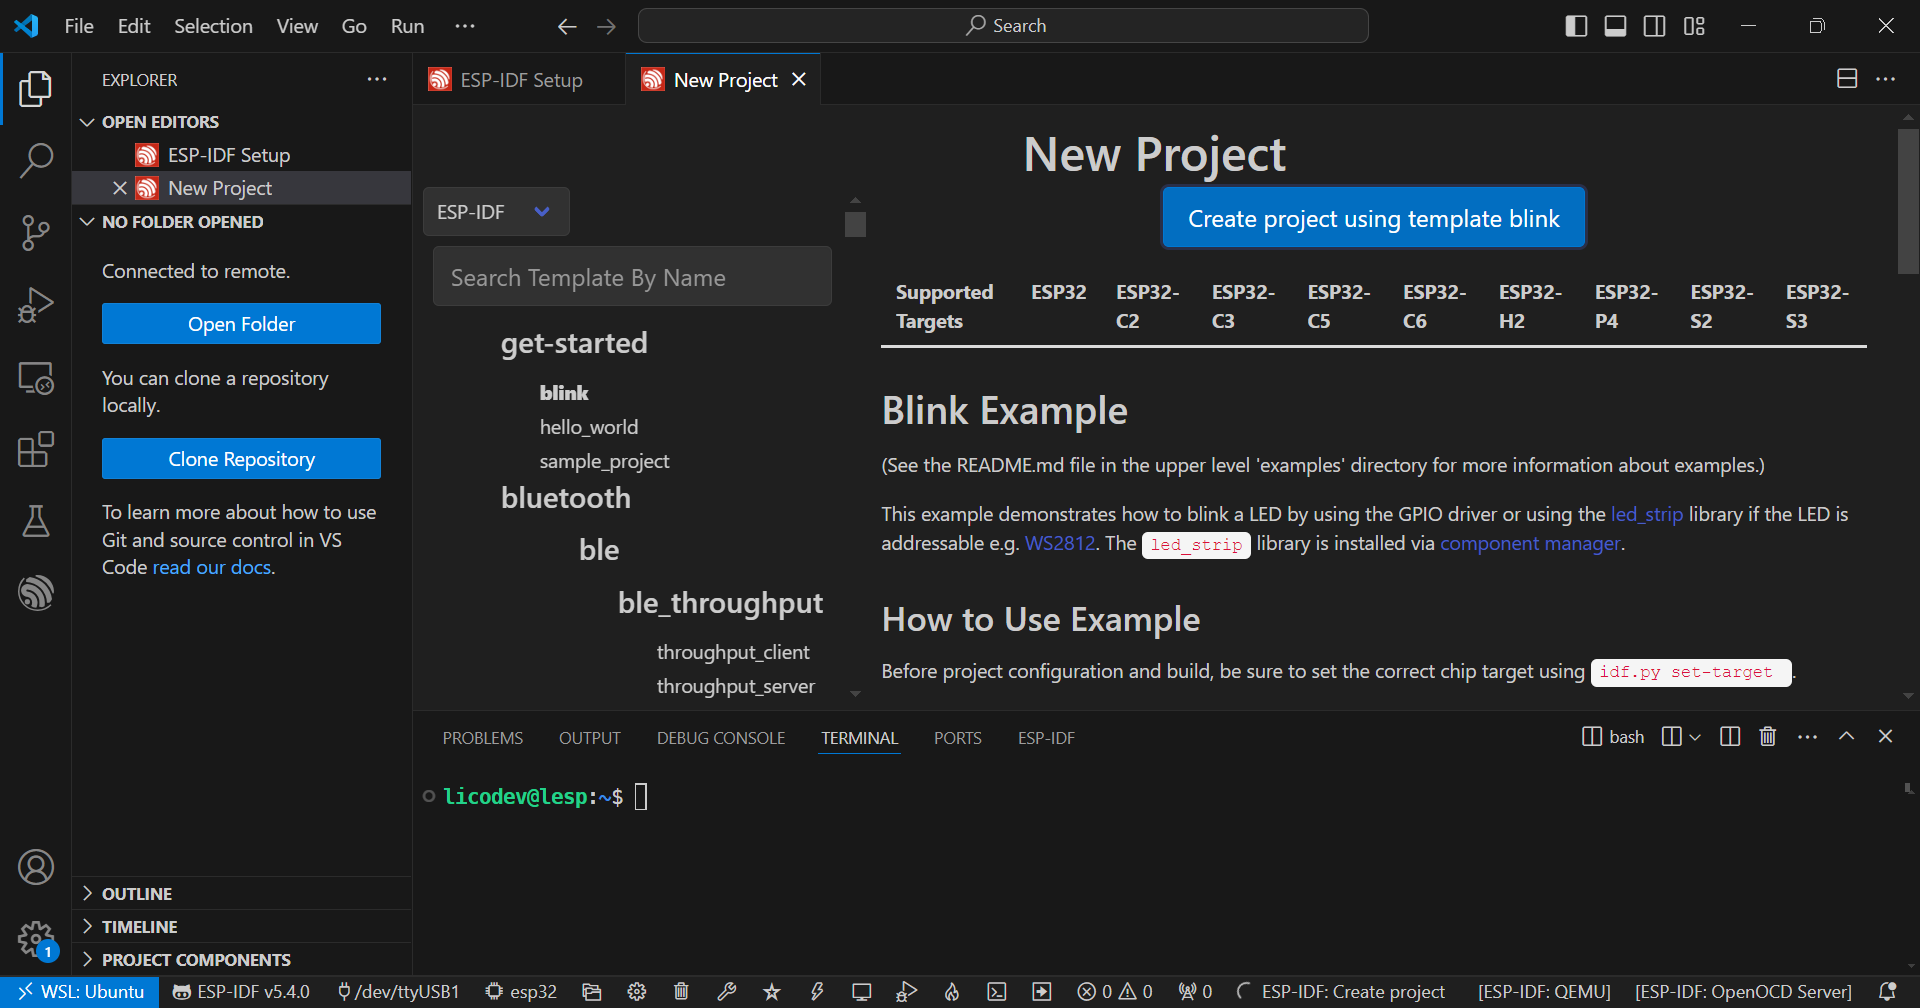 File Edit Selection View Go Run ···
Search
EXPLORER
OPEN EDITORS
ESP-IDF Setup
New Project
NO FOLDER OPENED
Connected to remote.
Open Folder
You can clone a repository
locally.
Clone Repository
To learn more about how to use
Git and source control in VS
Code read our docs.
OUTLINE
TIMELINE
PROJECT COMPONENTS
1
ESP-IDF Setup
New Project
ESP-IDF
Search Template By Name
get-started
blink
hello_world
sample_project
bluetooth
ble
ble_throughput
throughput_client
throughput_server
New Project
Create project using template blink
Supported Targets ESP32 ESP32-C2 ESP32-C3 ESP32-C5 ESP32-C6 ESP32-H2 ESP32-P4 ESP32-S2 ESP32-S3
Blink Example
(See the README.md file in the upper level 'examples' directory for more information about examples.)
This example demonstrates how to blink a LED by using the GPIO driver or using the led_strip library if the LED is
addressable e.g. WS2812. The led_strip library is installed via component manager.
How to Use Example
Before project configuration and build, be sure to set the correct chip target using idf.py set-target .
PROBLEMS OUTPUT DEBUG CONSOLE TERMINAL PORTS ESP-IDF
bash
licodev@lesp:~$
WSL: Ubuntu ESP-IDF v5.4.0 /dev/ttyUSB1 esp32 0 0 0 ESP-IDF: Create project [ESP-IDF: QEMU] [ESP-IDF: OpenOCD Server]